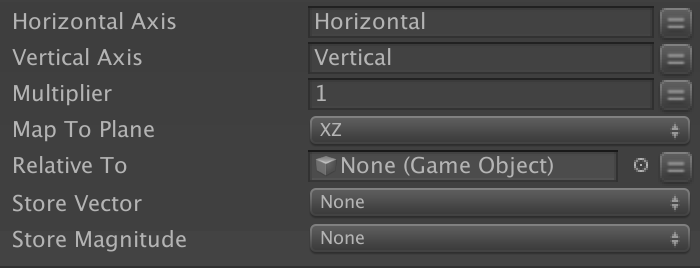 Horizontal Axis Horizontal
Vertical Axis Vertical
Multiplier 1
Map To Plane XZ
Relative To None (Game Object)
Store Vector None
Store Magnitude None